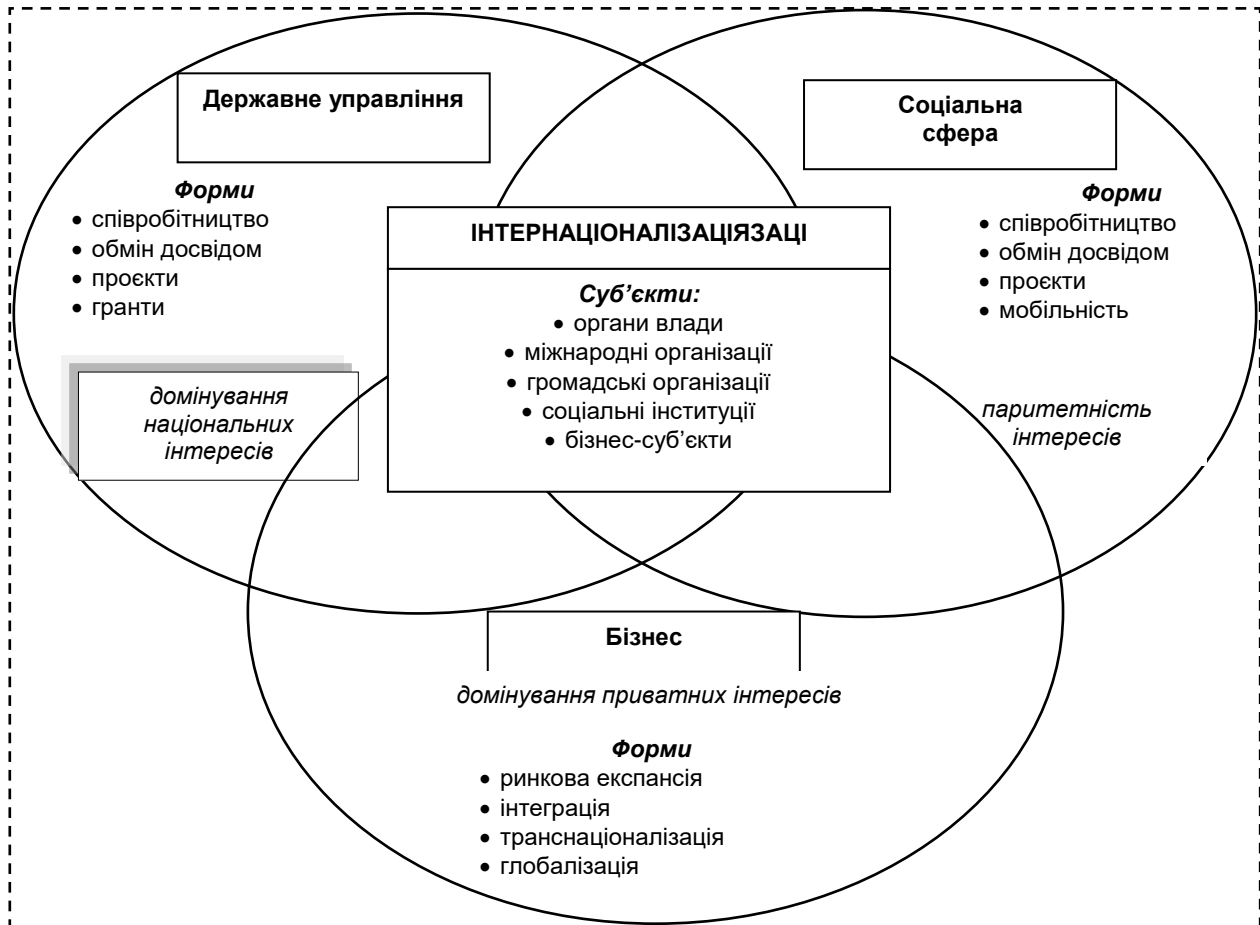 Державне управління
Соціальна
сфера
Форми
• співробітництво
• обмін досвідом
• проєкти
• гранти
Форми
• співробітництво
• обмін досвідом
• проєкти
• мобільність
ІНТЕРНАЦІОНАЛІЗАЦІЯЗАЦІ
Суб’єкти:
• органи влади
• міжнародні організації
• громадські організації
• соціальні інституції
• бізнес-суб’єкти
домінування
національних
інтересів
паритетність
інтересів
Бізнес
домінування приватних інтересів
Форми
• ринкова експансія
• інтеграція
• транснаціоналізація
• глобалізація